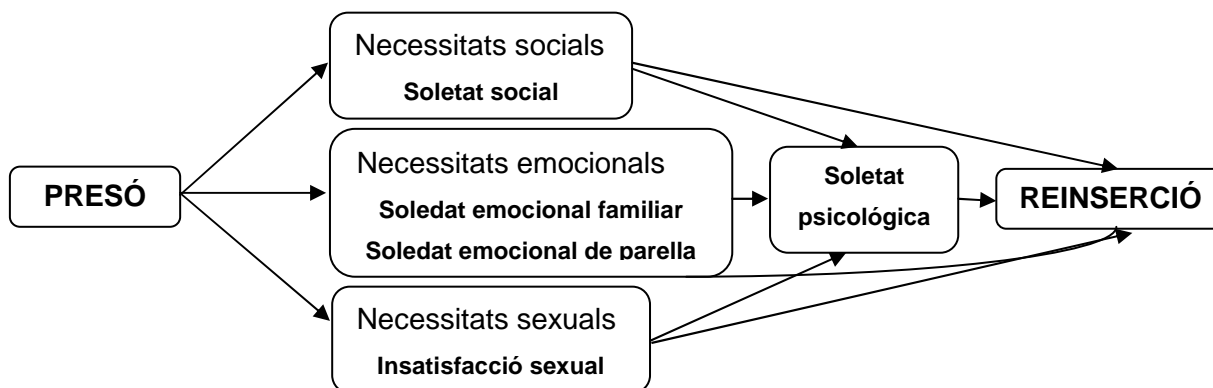 Necessitats socials
Soletat social
PRESÓ
Necessitats emocionals
Soledat emocional familiar
Soledat emocional de parella
Soletat
psicológica
REINSERCIÓ
Necessitats sexuals
Insatisfacció sexual